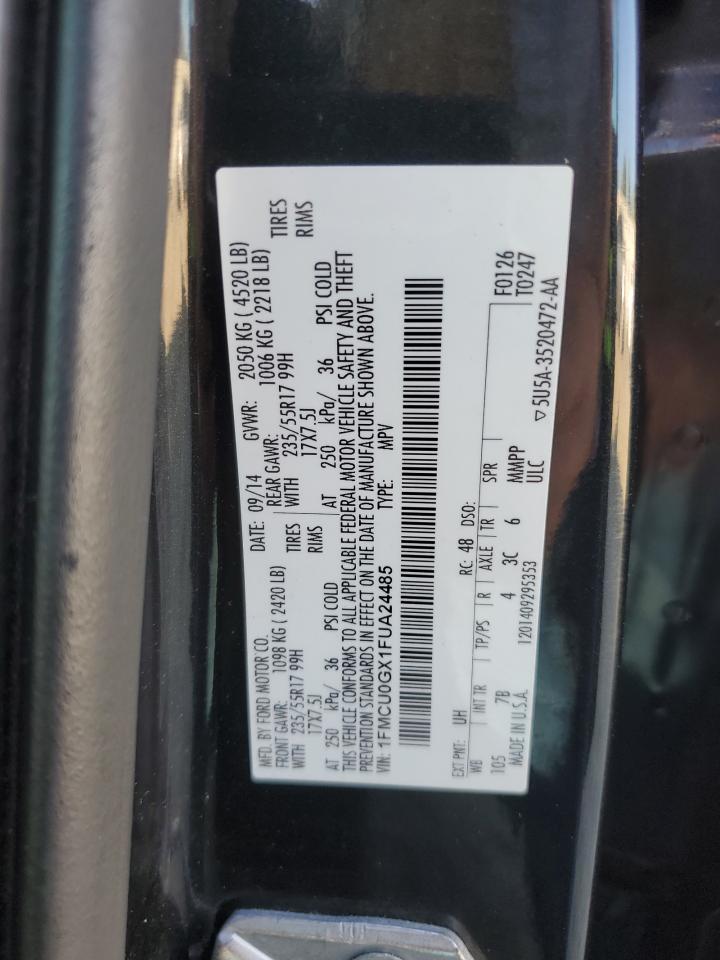 MFD. BY FORD MOTOR CO. DATE: 09/14 GVWR: 2050 KG ( 4520 LB)
FRONT GAWR: 1098 KG ( 2420 LB) REAR GAWR: 1006 KG ( 2218 LB)
WITH 235/55R17 99H TIRES WITH 235/55R17 99H TIRES
17X7.5J RIMS 17X7.5J RIMS
AT 250 kPa/ 36 PSI COLD AT 250 kPa/ 36 PSI COLD
THIS VEHICLE CONFORMS TO ALL APPLICABLE FEDERAL MOTOR VEHICLE SAFETY AND THEFT
PREVENTION STANDARDS IN EFFECT ON THE DATE OF MANUFACTURE SHOWN ABOVE.
VIN: 1FMCU0GX1FUA24485 TYPE: MPV
EXT PNT: UH RC: 48 DSO: F0126
WB INT TR TP/PS R AXLE TR SPR T0247
105 7B 4 3C 6 MMPP
MADE IN U.S.A. 1201409295353 ULC ▽5U5A-3520472-AA